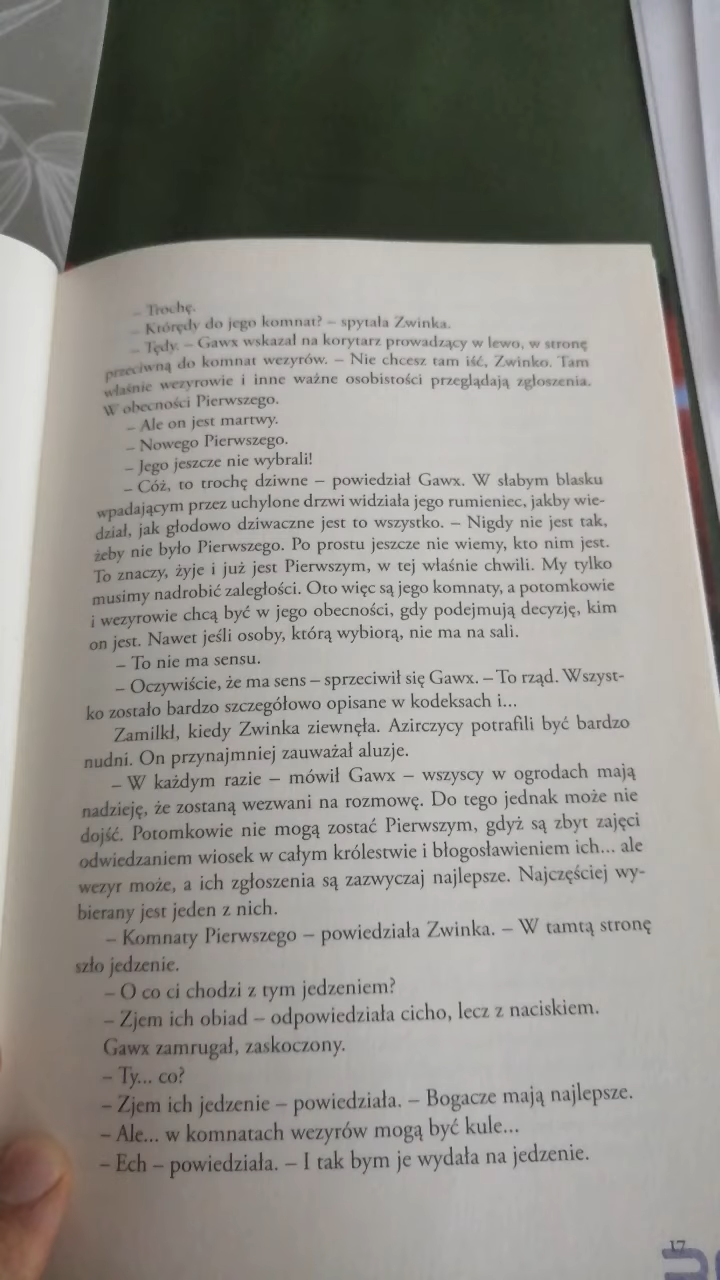 – Trochę.
– Którędy do jego komnat? – spytała Zwinka.
– Tędy. – Gawx wskazał na korytarz prowadzący w lewo, w stronę
przeciwną do komnat wezyrów. – Nie chcesz tam iść, Zwinko. Tam
właśnie wezyrowie i inne ważne osobistości przeglądają zgłoszenia.
W obecności Pierwszego.
– Ale on jest martwy.
– Nowego Pierwszego.
– Jego jeszcze nie wybrali!
– Cóż, to trochę dziwne – powiedział Gawx. W słabym blasku
wpadającym przez uchylone drzwi widziała jego rumieniec, jakby wie-
dział, jak głodowo dziwaczne jest to wszystko. – Nigdy nie jest tak,
żeby nie było Pierwszego. Po prostu jeszcze nie wiemy, kto nim jest.
To znaczy, żyje i już jest Pierwszym, w tej właśnie chwili. My tylko
musimy nadrobić zaległości. Oto więc są jego komnaty, a potomkowie
i wezyrowie chcą być w jego obecności, gdy podejmują decyzję, kim
on jest. Nawet jeśli osoby, którą wybiorą, nie ma na sali.
– To nie ma sensu.
– Oczywiście, że ma sens – sprzeciwił się Gawx. – To rząd. Wszyst-
ko zostało bardzo szczegółowo opisane w kodeksach i...
Zamilkł, kiedy Zwinka ziewnęła. Azirczycy potrafili być bardzo
nudni. On przynajmniej zauważał aluzje.
– W każdym razie – mówił Gawx – wszyscy w ogrodach mają
nadzieję, że zostaną wezwani na rozmowę. Do tego jednak może nie
dojść. Potomkowie nie mogą zostać Pierwszym, gdyż są zbyt zajęci
odwiedzaniem wiosek w całym królestwie i błogosławieniem ich... ale
wezyr może, a ich zgłoszenia są zazwyczaj najlepsze. Najczęściej wy-
bierany jest jeden z nich.
– Komnaty Pierwszego – powiedziała Zwinka. – W tamtą stronę
szło jedzenie.
– O co ci chodzi z tym jedzeniem?
– Zjem ich obiad – odpowiedziała cicho, lecz z naciskiem.
Gawx zamrugał, zaskoczony.
– Ty... co?
– Zjem ich jedzenie – powiedziała. – Bogacze mają najlepsze.
– Ale... w komnatach wezyrów mogą być kule...
– Ech – powiedziała. – I tak bym je wydała na jedzenie.
17